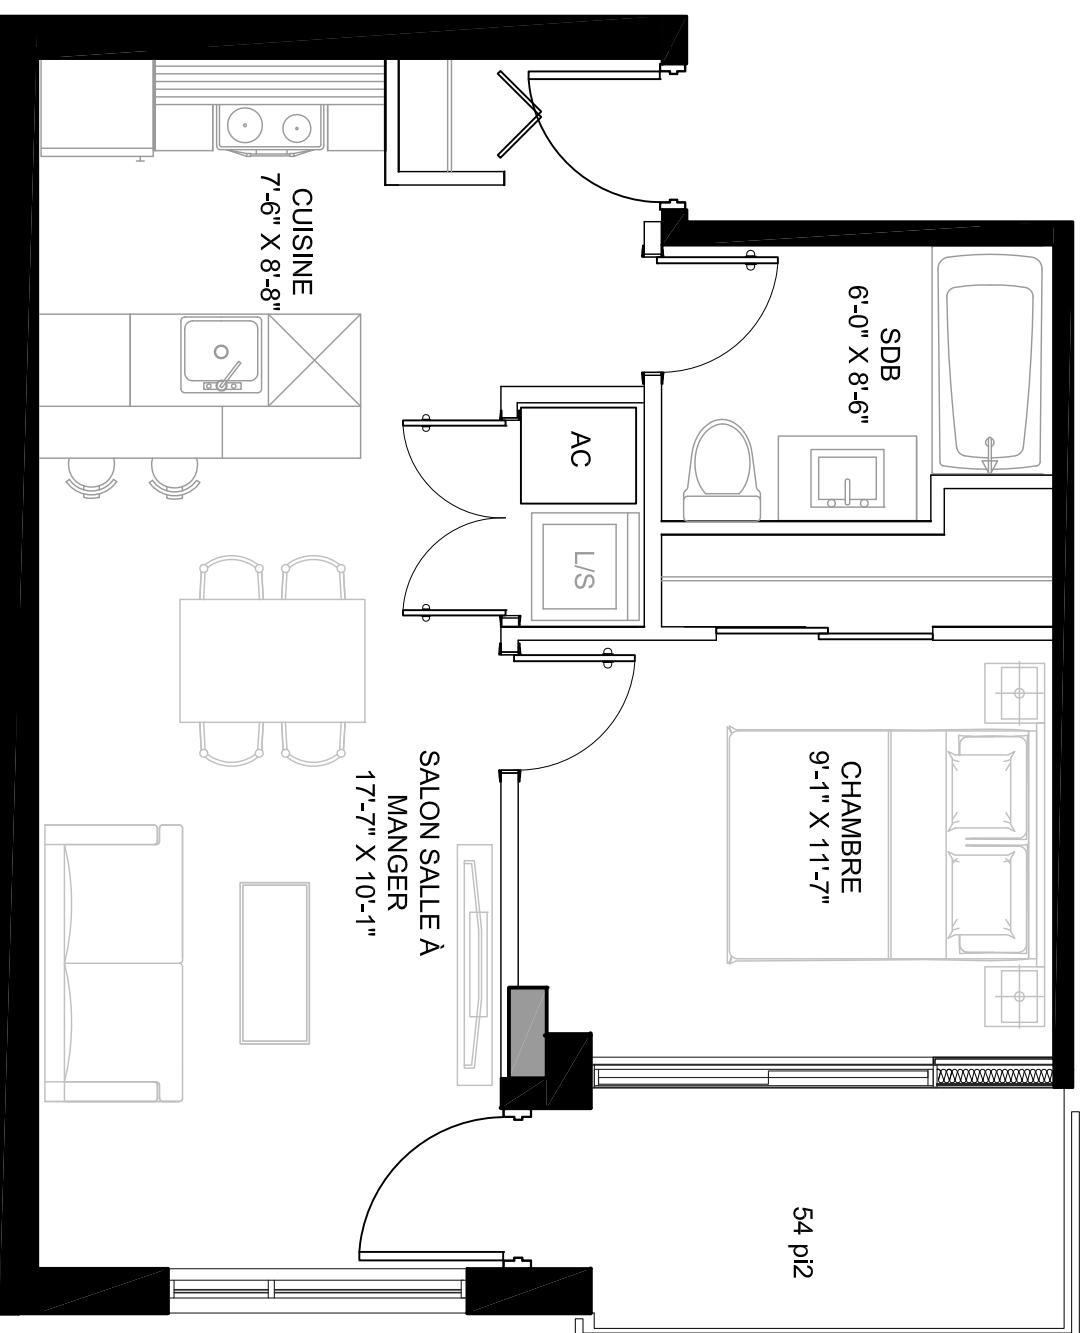 CUISINE
7'-6" X 8'-8"
SDB
6'-0" X 8'-6"
AC
L/S
SALON SALLE À
MANGER
17'-7" X 10'-1"
CHAMBRE
9'-1" X 11'-7"
54 pi2